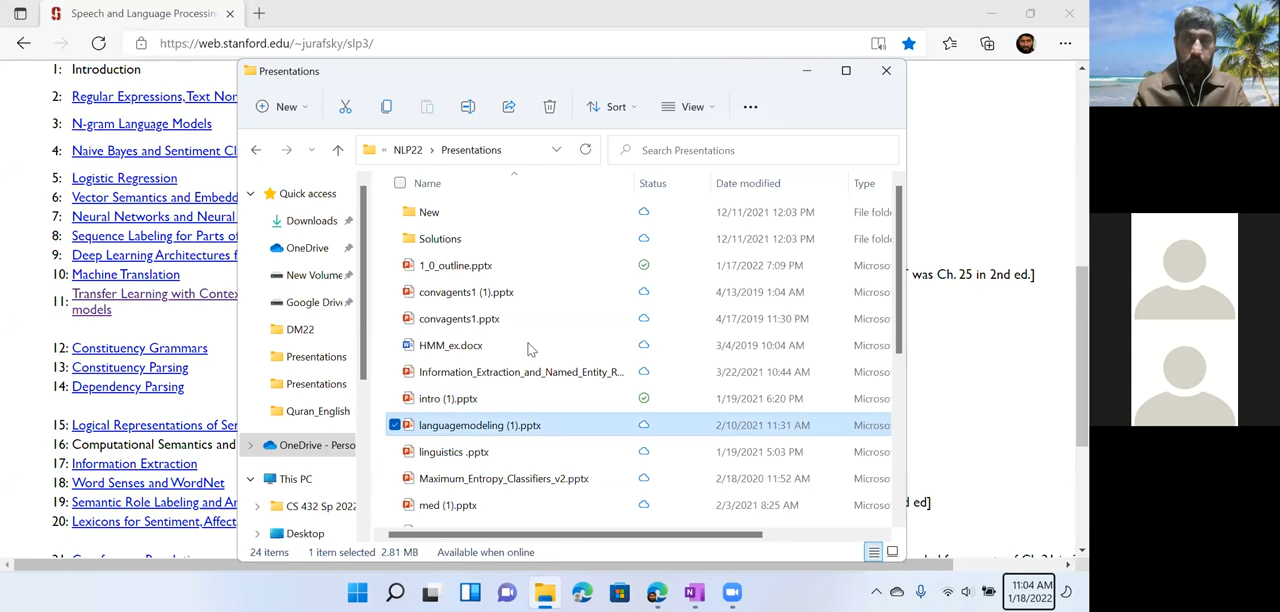 Speech and Language Processin
https://web.stanford.edu/~jurafsky/slp3/
1: Introduction
2: Regular Expressions, Text Nor
3: N-gram Language Models
4: Naive Bayes and Sentiment Cl
5: Logistic Regression
6: Vector Semantics and Embedd
7: Neural Networks and Neural
8: Sequence Labeling for Parts of
9: Deep Learning Architectures f
10: Machine Translation
was Ch. 25 in 2nd ed.]
11: Transfer Learning with Contex
models
12: Constituency Grammars
13: Constituency Parsing
14: Dependency Parsing
15: Logical Representations of Sen
16: Computational Semantics and
17: Information Extraction
18: Word Senses and WordNet
19: Semantic Role Labeling and Ar
d ed]
20: Lexicons for Sentiment, Affect
Presentations
New
Sort
View
NLP22 > Presentations
Search Presentations
Quick access
Downloads
OneDrive
New Volume
Google Driv
DM22
Presentations
Presentations
Quran_English
OneDrive - Perso
This PC
CS 432 Sp 2022
Desktop
Name Status Date modified Type
New 12/11/2021 12:03 PM File folde
Solutions 12/11/2021 12:03 PM File folde
1_0_outline.pptx 1/17/2022 7:09 PM Microso
convagents1 (1).pptx 4/13/2019 1:04 AM Microso
convagents1.pptx 4/17/2019 11:30 PM Microso
HMM_ex.docx 3/4/2019 10:04 AM Microso
Information_Extraction_and_Named_Entity_R... 3/22/2021 10:44 AM Microso
intro (1).pptx 1/19/2021 6:20 PM Microso
languagemodeling (1).pptx 2/10/2021 11:31 AM Microso
linguistics .pptx 1/19/2021 5:03 PM Microso
Maximum_Entropy_Classifiers_v2.pptx 2/18/2020 11:52 AM Microso
med (1).pptx 2/3/2021 8:25 AM Microso
24 items 1 item selected 2.81 MB Available when online
11:04 AM
1/18/2022